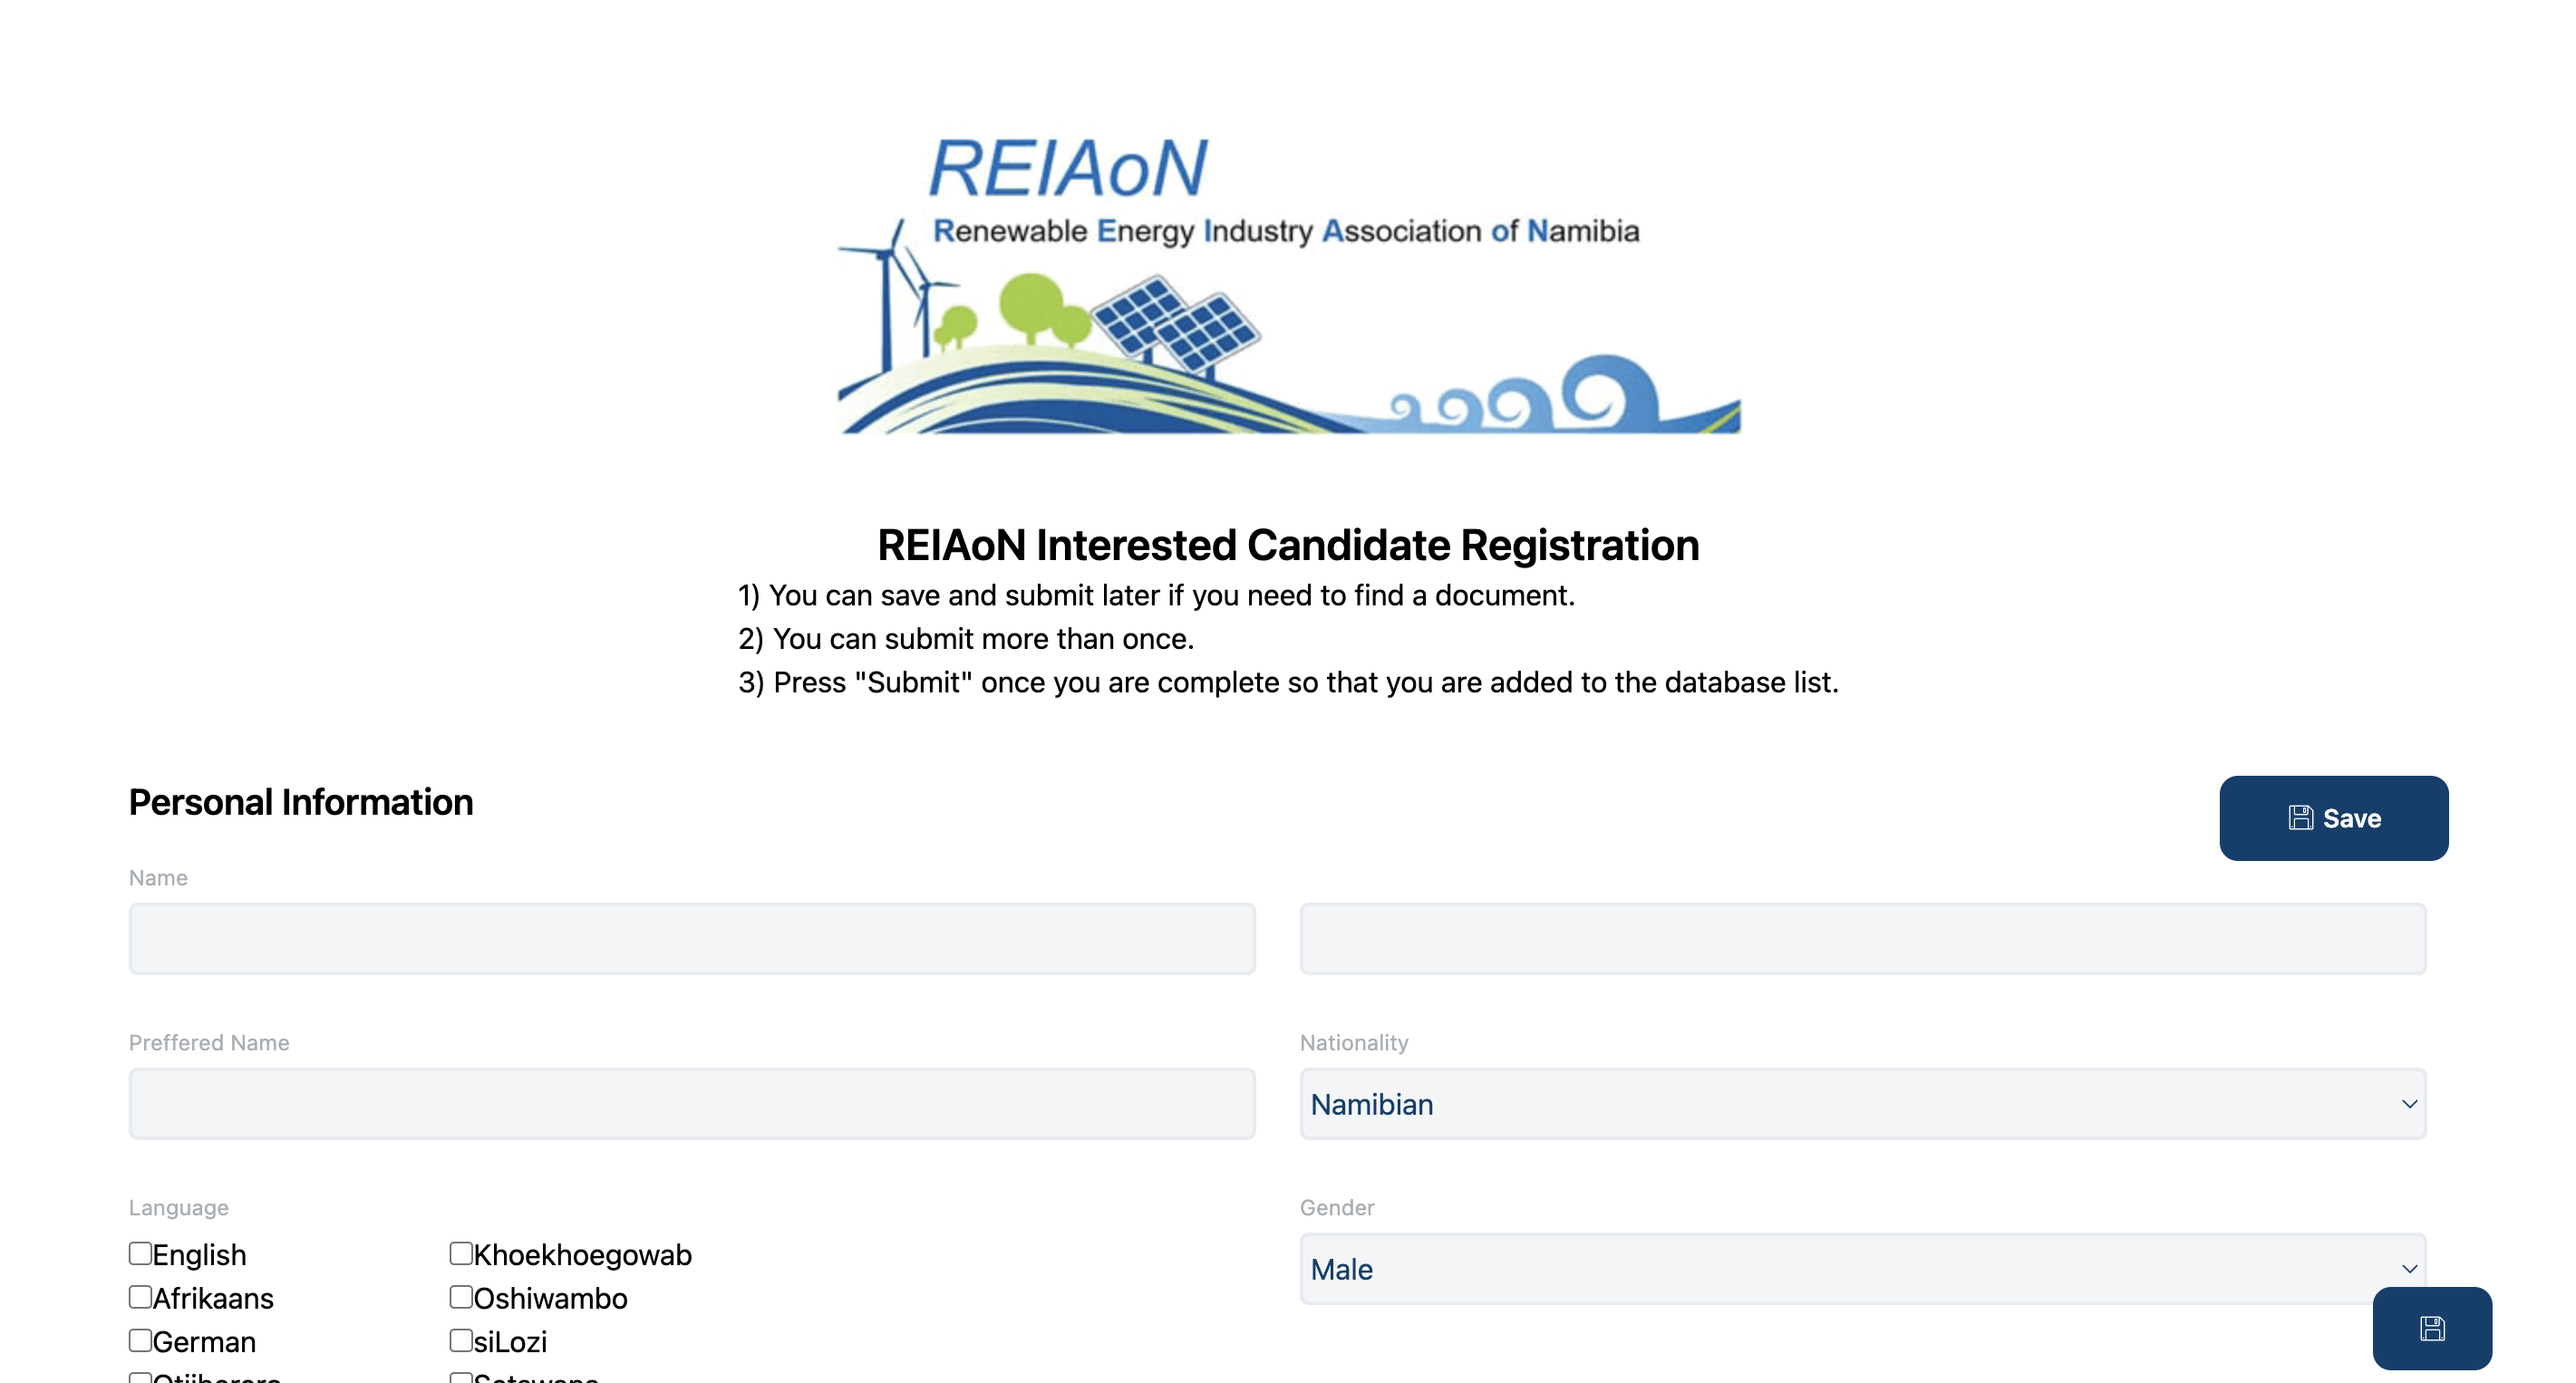 REIAoN
Renewable Energy Industry Association of Namibia
REIAoN Interested Candidate Registration
1) You can save and submit later if you need to find a document.
2) You can submit more than once.
3) Press "Submit" once you are complete so that you are added to the database list.
Personal Information
Save
Name
Preffered Name
Nationality
Namibian
Language
Gender
English
Khoekhoegowab
Male
Afrikaans
Oshiwambo
German
siLozi